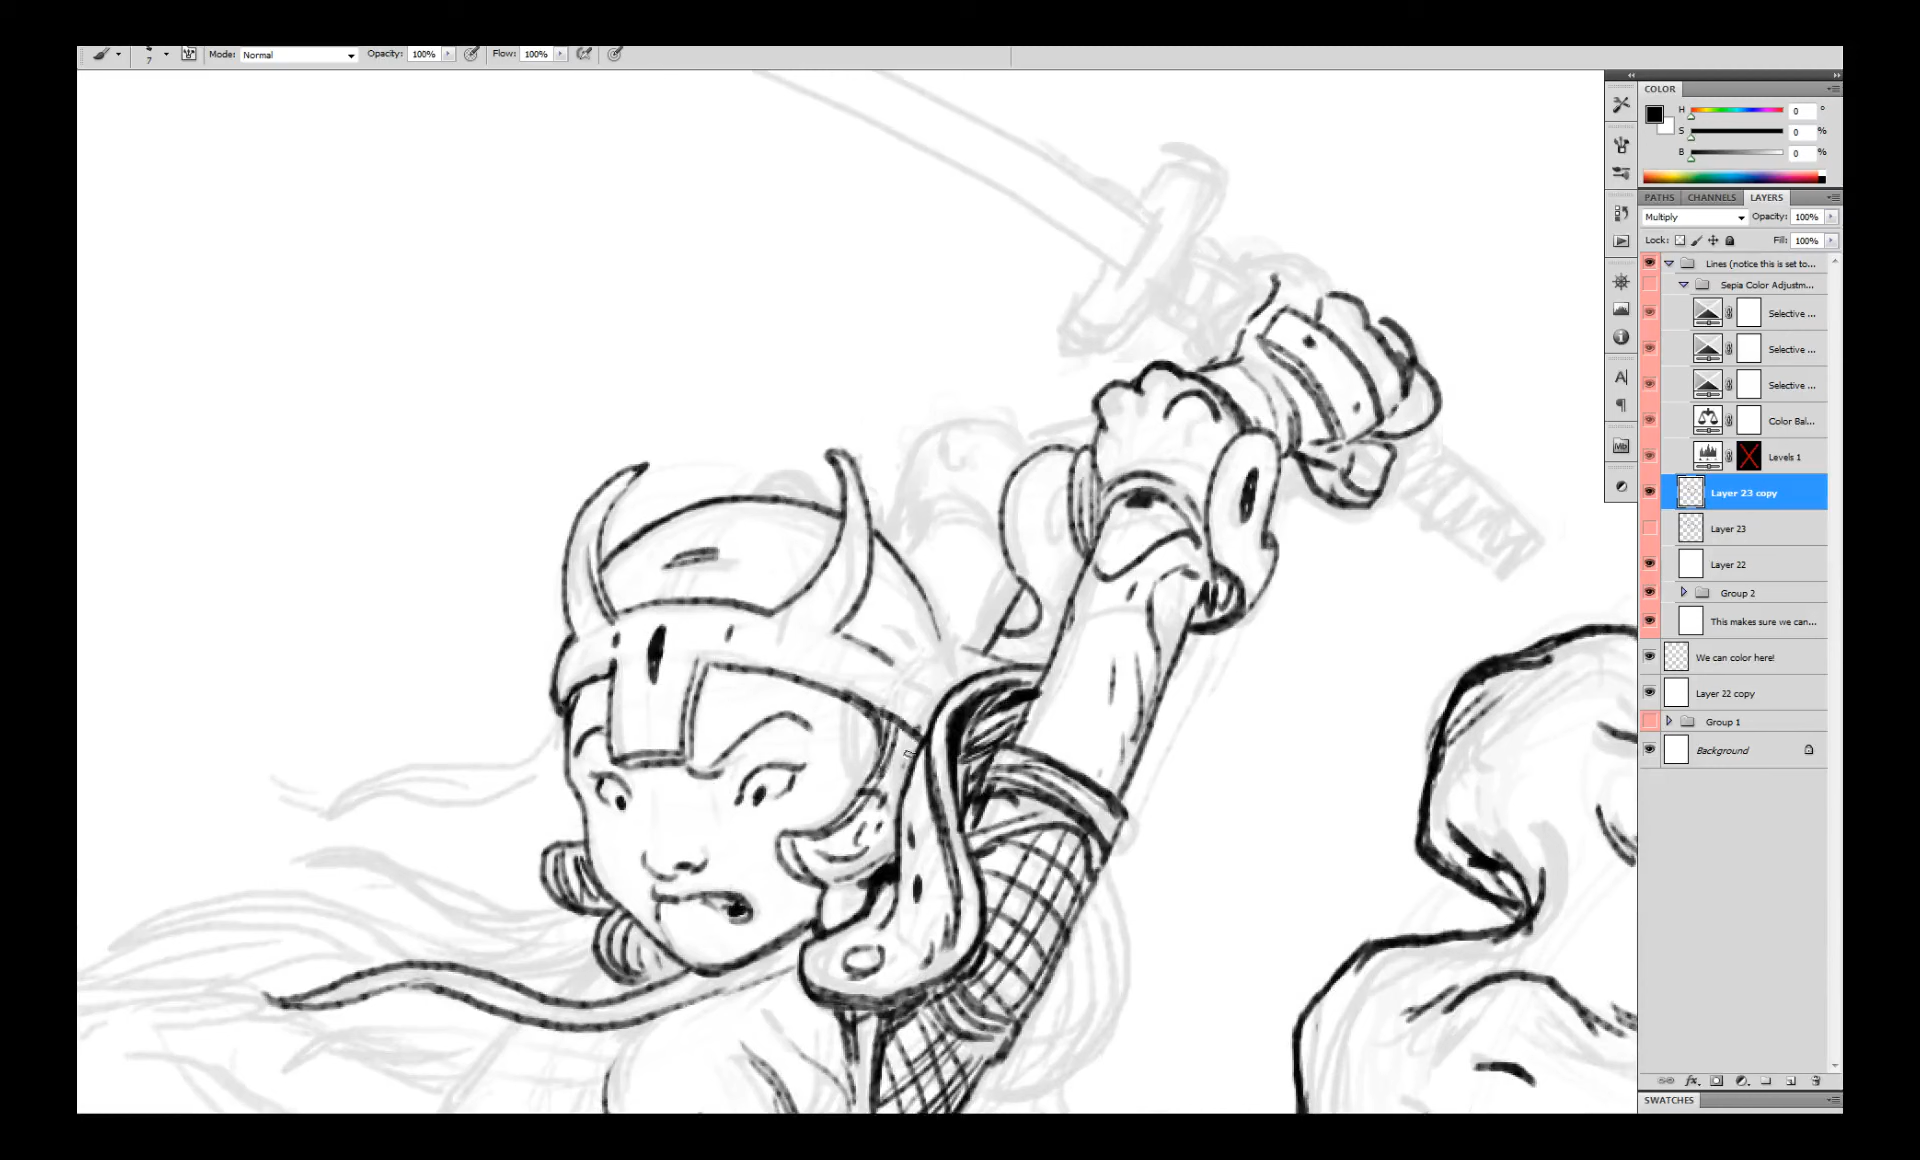 Mode: Normal Opacity: 100% Flow: 100%
7
COLOR
H 0 °
S 0 %
B 0 %
PATHS CHANNELS LAYERS
Multiply Opacity: 100%
Lock: Fill: 100%
Lines (notice this is set to...
Sepia Color Adjustm...
Selective ...
Selective ...
Selective ...
Color Bal...
Levels 1
Layer 23 copy
Layer 23
Layer 22
Group 2
This makes sure we can...
We can color here!
Layer 22 copy
Group 1
Background
fx
SWATCHES
A
Mb